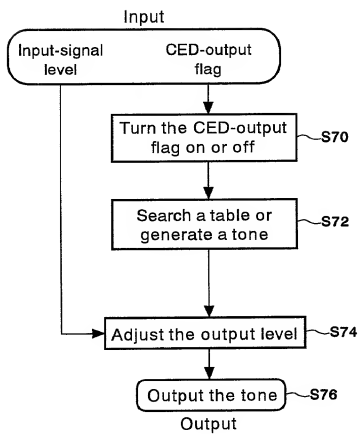 Input
Input-signal level
CED-output flag
Turn the CED-output
flag on or off
S70
Search a table or
generate a tone
S72
Adjust the output level
S74
Output the tone
S76
Output